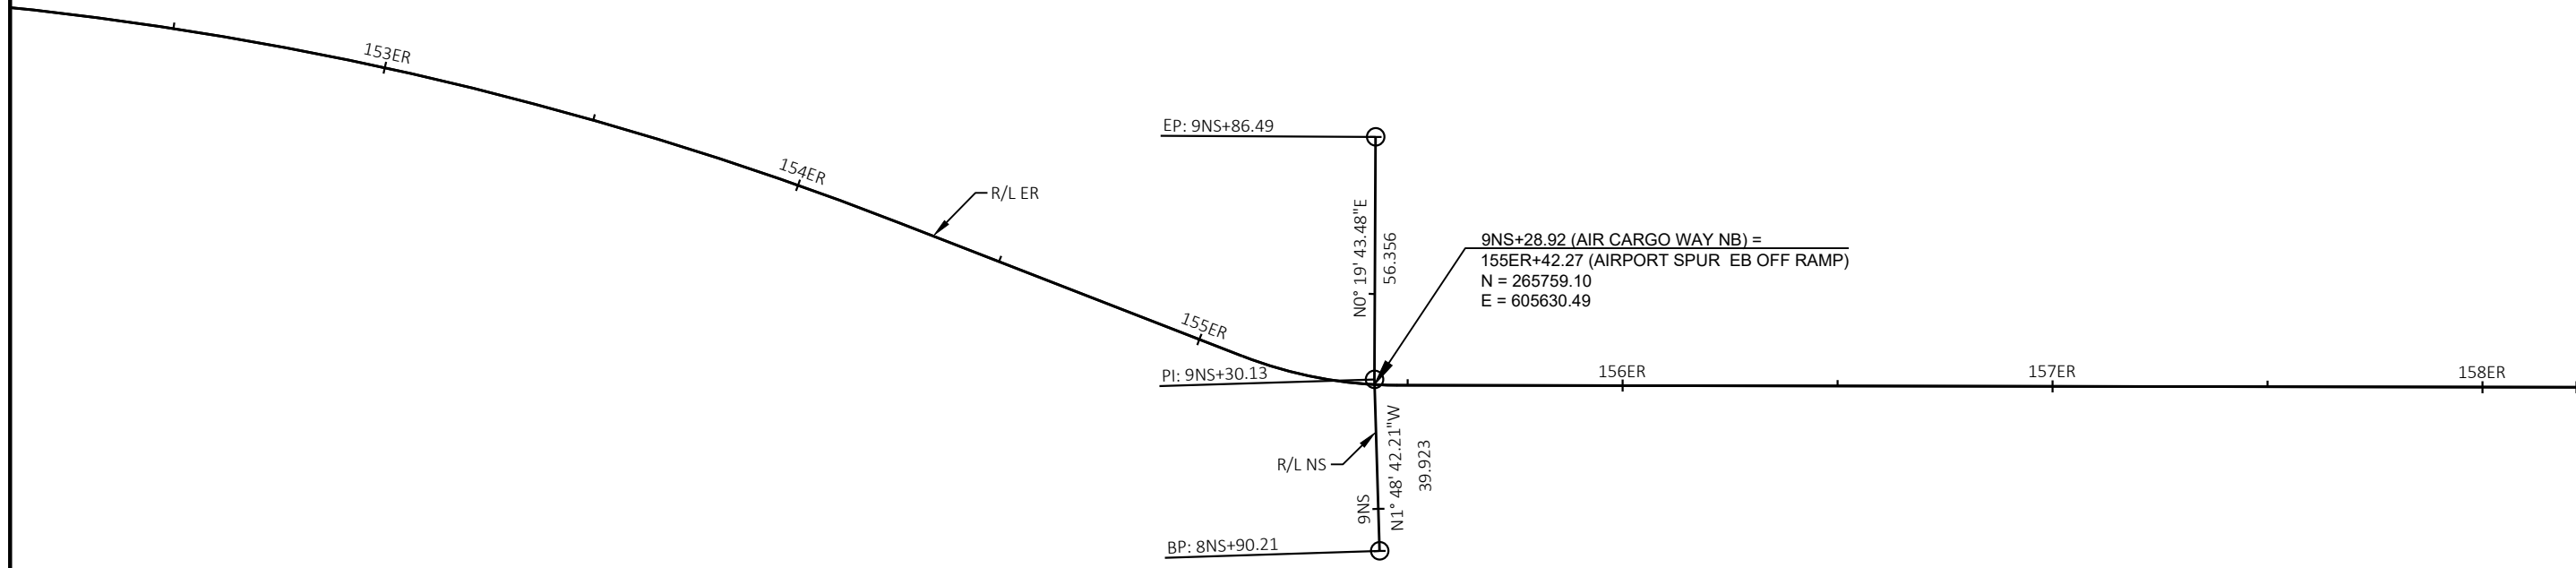 153ER
154ER
R/L ER
155ER
EP: 9NS+86.49
N0° 19' 43.48"E
56.356
9NS+28.92 (AIR CARGO WAY NB) =
155ER+42.27 (AIRPORT SPUR  EB OFF RAMP)
N = 265759.10
E = 605630.49
PI: 9NS+30.13
156ER
157ER
158ER
R/L NS
N1° 48' 42.21"W
39.923
9NS
BP: 8NS+90.21